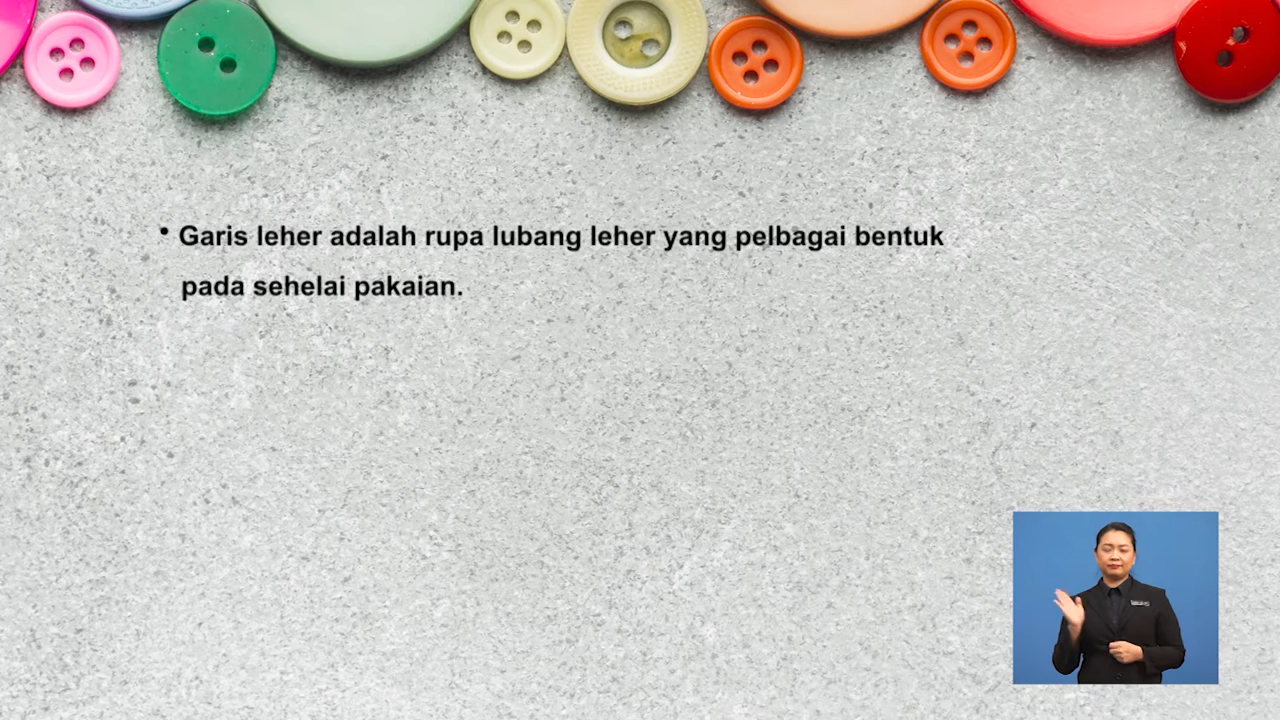 • Garis leher adalah rupa lubang leher yang pelbagai bentuk
pada sehelai pakaian.